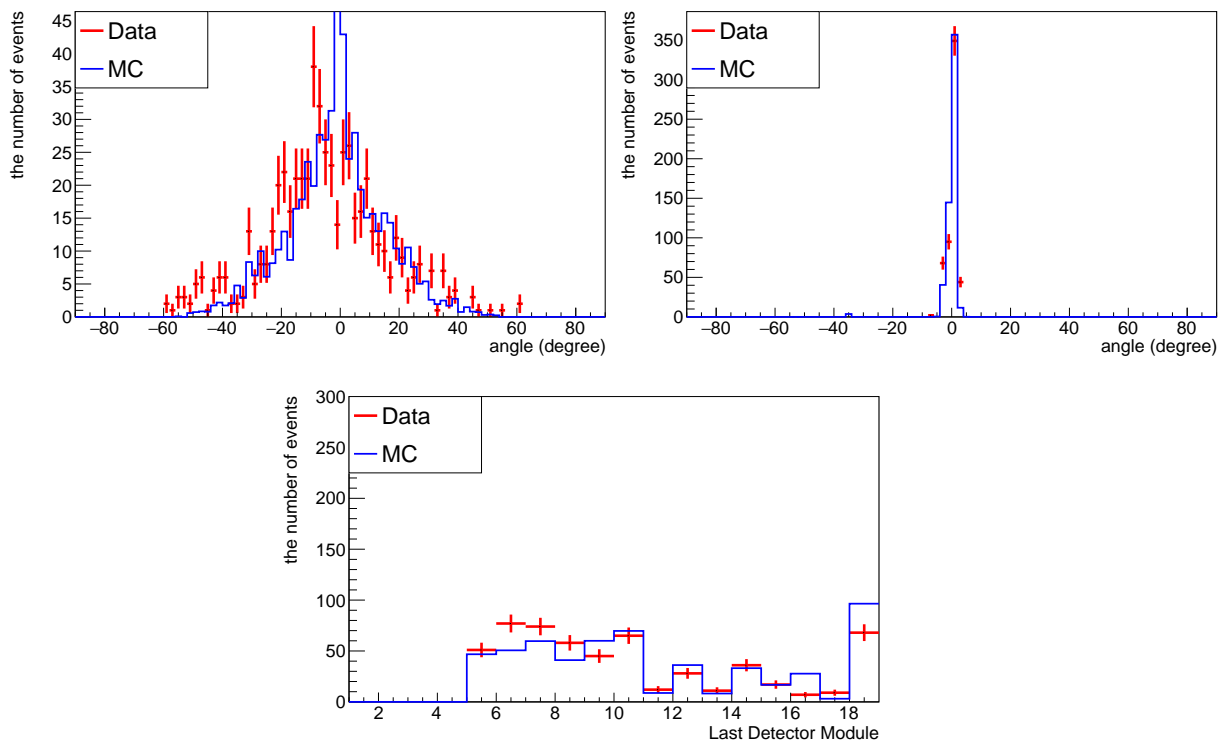 the number of events
45
40
35
30
25
20
15
10
5
0
Data
MC
−80 −60 −40 −20 0 20 40 60 80
angle (degree)
the number of events
350
300
250
200
150
100
50
0
Data
MC
−80 −60 −40 −20 0 20 40 60 80
angle (degree)
the number of events
300
250
200
150
100
50
0
Data
MC
2 4 6 8 10 12 14 16 18
Last Detector Module